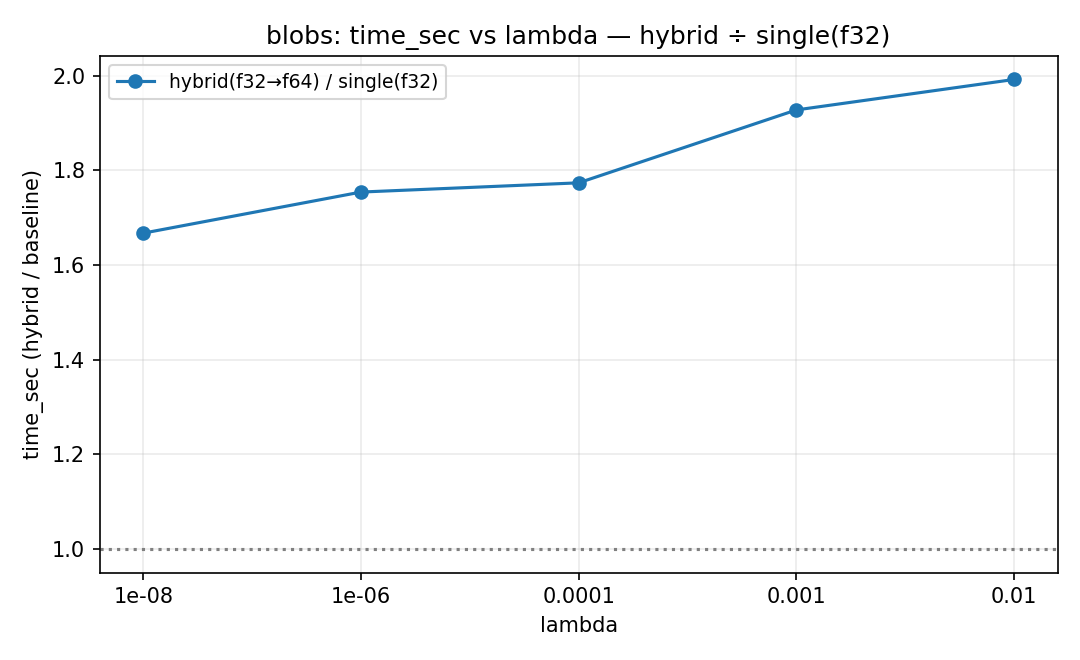 blobs: time_sec vs lambda — hybrid ÷ single(f32)
hybrid(f32→f64) / single(f32)
time_sec (hybrid / baseline)
2.0
1.8
1.6
1.4
1.2
1.0
1e-08
1e-06
0.0001
0.001
0.01
lambda